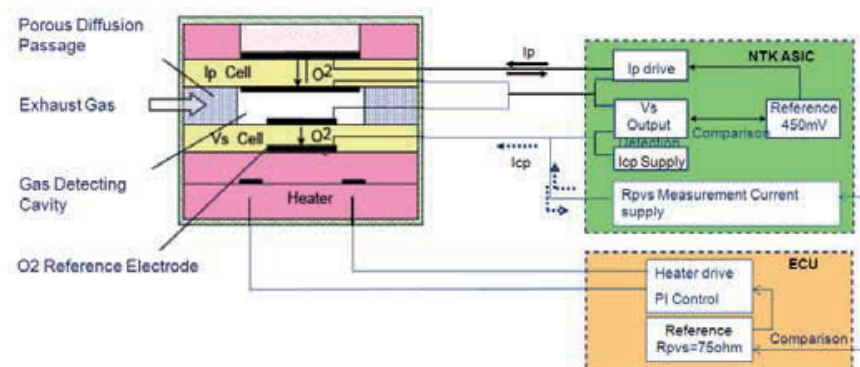 Porous Diffusion
Passage
Exhaust Gas
Gas Detecting
Cavity
O2 Reference Electrode
Ip Cell
O2
Vs Cell
O2
Heater
Ip
Icp
NTK ASIC
Ip drive
Vs
Output
Detection
Icp Supply
Comparison
Reference
450mV
Rpvs Measurement Current
supply
ECU
Heater drive
PI Control
Reference
Rpvs=75ohm
Comparison